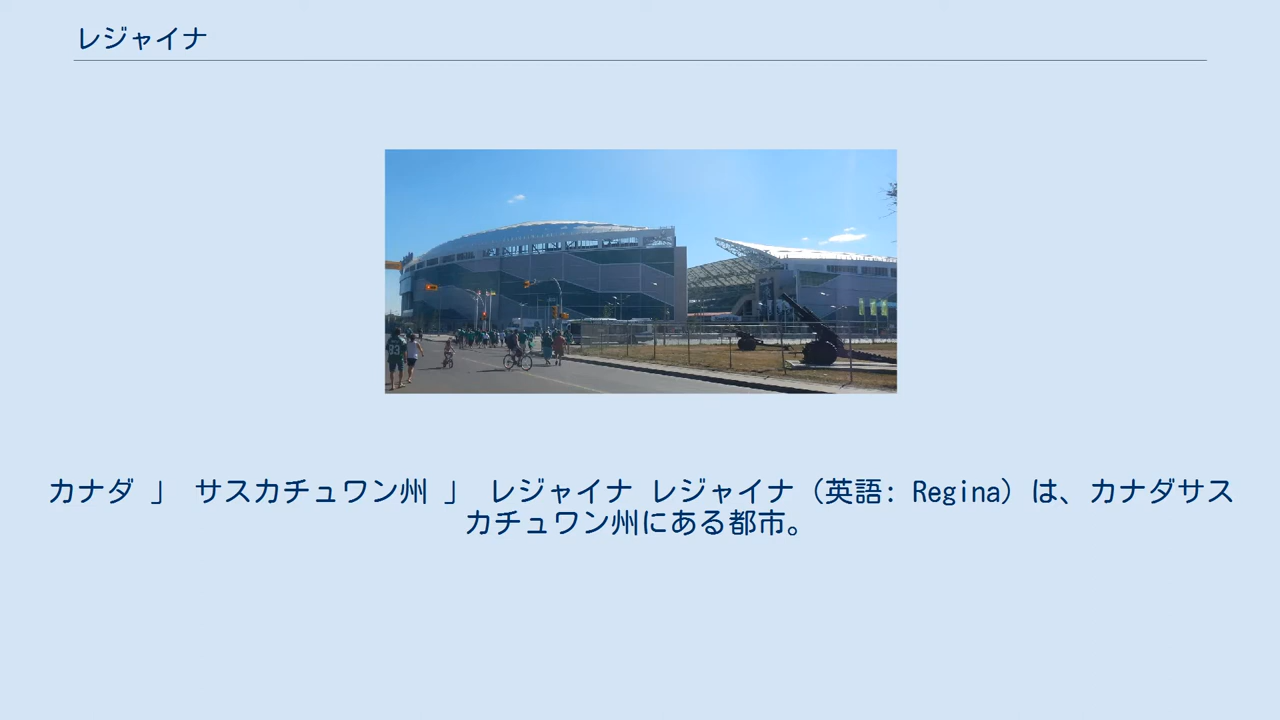 レジャイナ
カナダ 」 サスカチュワン州 」 レジャイナ レジャイナ（英語: Regina）は、カナダサス
カチュワン州にある都市。